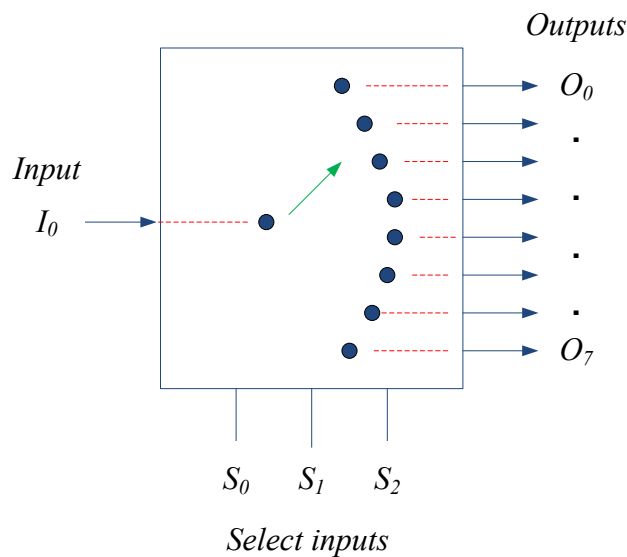 Outputs
O0
.
Input
.
I0
.
.
O7
S0 S1 S2
Select inputs